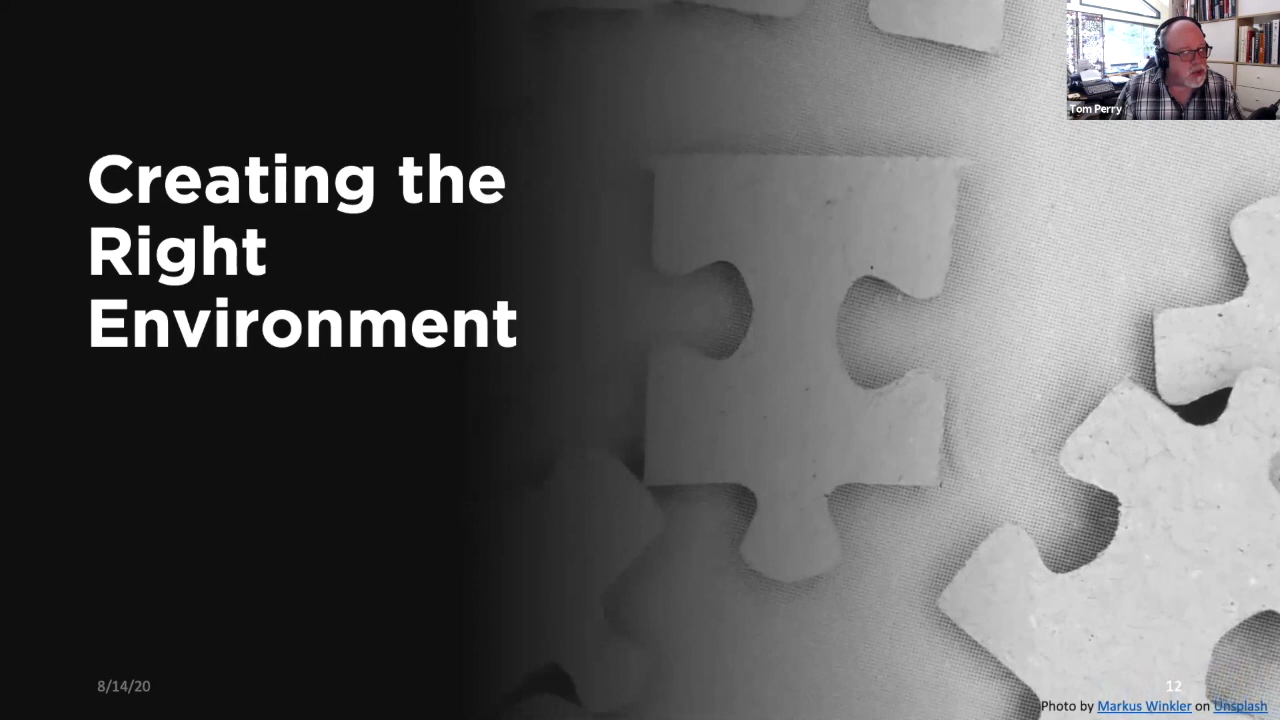 Tom Perry
Creating the
Right
Environment
8/14/20
12
Photo by Markus Winkler on Unsplash